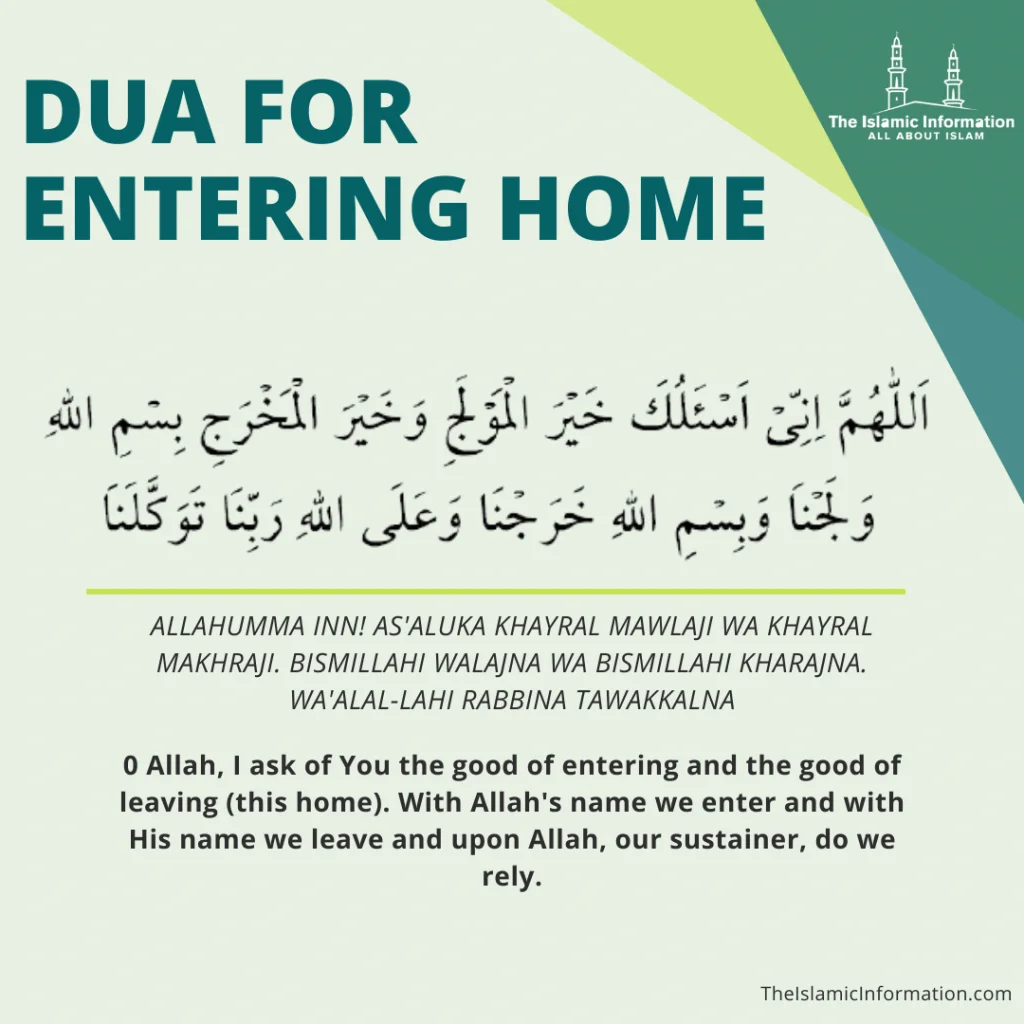 The Islamic Information
ALL ABOUT ISLAM
DUA FOR
ENTERING HOME
اَللّٰهُمَّ اِنِّىْ اَسْئَلُكَ خَيْرَ الْمَوْلَجِ وَخَيْرَ الْمَخْرَجِ بِسْمِ اللهِ
وَلَجْنَا وَبِسْمِ اللهِ خَرَجْنَا وَعَلَى اللهِ رَبِّنَا تَوَكَّلْنَا
ALLAHUMMA INN! AS'ALUKA KHAYRAL MAWLAJI WA KHAYRAL
MAKHRAJI. BISMILLAHI WALAJNA WA BISMILLAHI KHARAJNA.
WA'ALAL-LAHI RABBINA TAWAKKALNA
0 Allah, I ask of You the good of entering and the good of
leaving (this home). With Allah's name we enter and with
His name we leave and upon Allah, our sustainer, do we
rely.
TheIslamicInformation.com